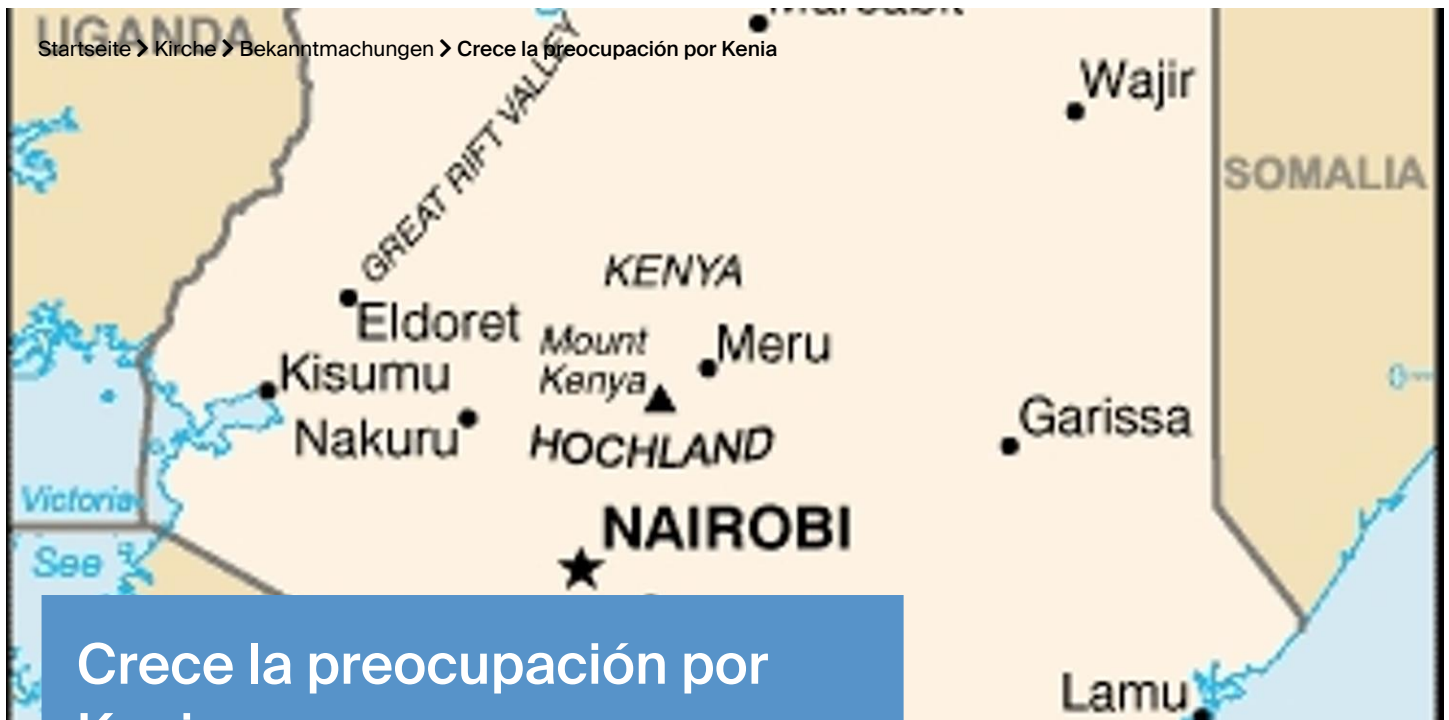 UGANDA
Startseite > Kirche > Bekanntmachungen > Crece la preocupación por Kenia
Wajir
SOMALIA
GREAT RIFT VALLEY
KENYA
Eldoret
Mount
Kenya
Meru
Kisumu
Nakuru
HOCHLAND
Garissa
0
Victoria
See
NAIROBI
Crece la preocupación por
Lamu